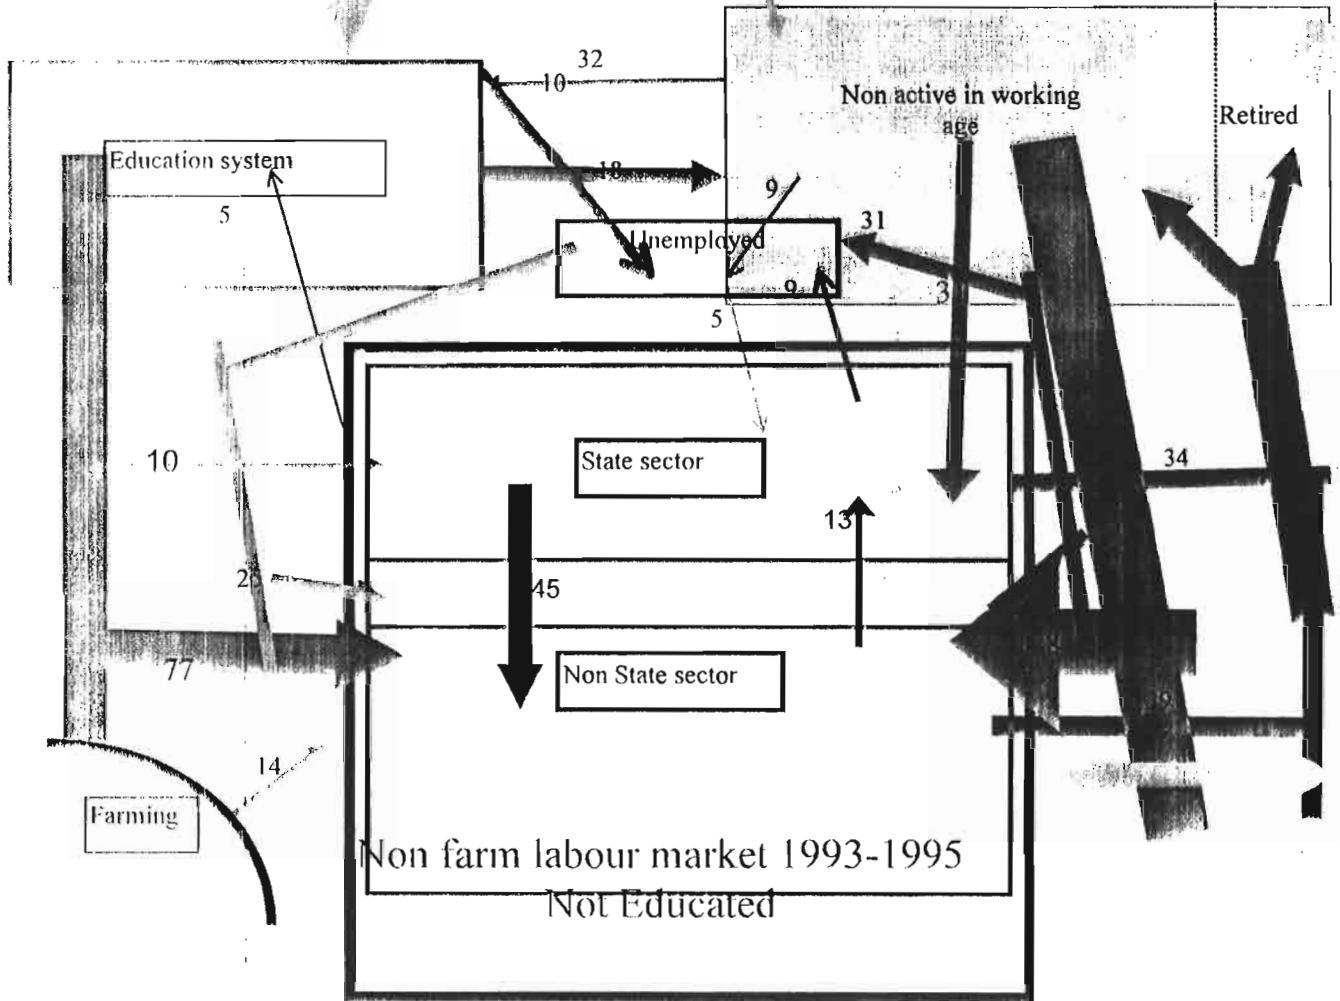 32
10
Non active in working
age
Retired
Education system
18
9
5
31
Unemployed
9
3
5
10
State sector
34
13
45
77
Non State sector
14
Farming
Non farm labour market 1993-1995
Not Educated